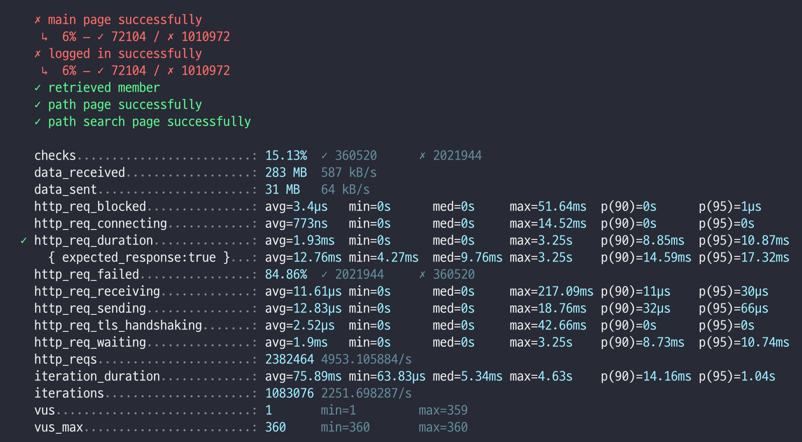 ✗ main page successfully
↳ 6% — ✓ 72104 / ✗ 1010972
✗ logged in successfully
↳ 6% — ✓ 72104 / ✗ 1010972
✓ retrieved member
✓ path page successfully
✓ path search page successfully
checks.........................: 15.13% ✓ 360520 ✗ 2021944
data_received..................: 283 MB 587 kB/s
data_sent......................: 31 MB 64 kB/s
http_req_blocked...............: avg=3.4µs min=0s med=0s max=51.64ms p(90)=0s p(95)=1µs
http_req_connecting............: avg=773ns min=0s med=0s max=14.52ms p(90)=0s p(95)=0s
✓ http_req_duration..............: avg=1.93ms min=0s med=0s max=3.25s p(90)=8.85ms p(95)=10.87ms
{ expected_response:true }...: avg=12.76ms min=4.27ms med=9.76ms max=3.25s p(90)=14.59ms p(95)=17.32ms
http_req_failed................: 84.86% ✓ 2021944 ✗ 360520
http_req_receiving.............: avg=11.61µs min=0s med=0s max=217.09ms p(90)=11µs p(95)=30µs
http_req_sending...............: avg=12.83µs min=0s med=0s max=18.76ms p(90)=32µs p(95)=66µs
http_req_tls_handshaking.......: avg=2.52µs min=0s med=0s max=42.66ms p(90)=0s p(95)=0s
http_req_waiting...............: avg=1.9ms min=0s med=0s max=3.25s p(90)=8.73ms p(95)=10.74ms
http_reqs......................: 2382464 4953.105884/s
iteration_duration.............: avg=75.89ms min=63.83µs med=5.34ms max=4.63s p(90)=14.16ms p(95)=1.04s
iterations.....................: 1083076 2251.698287/s
vus............................: 1 min=1 max=359
vus_max........................: 360 min=360 max=360